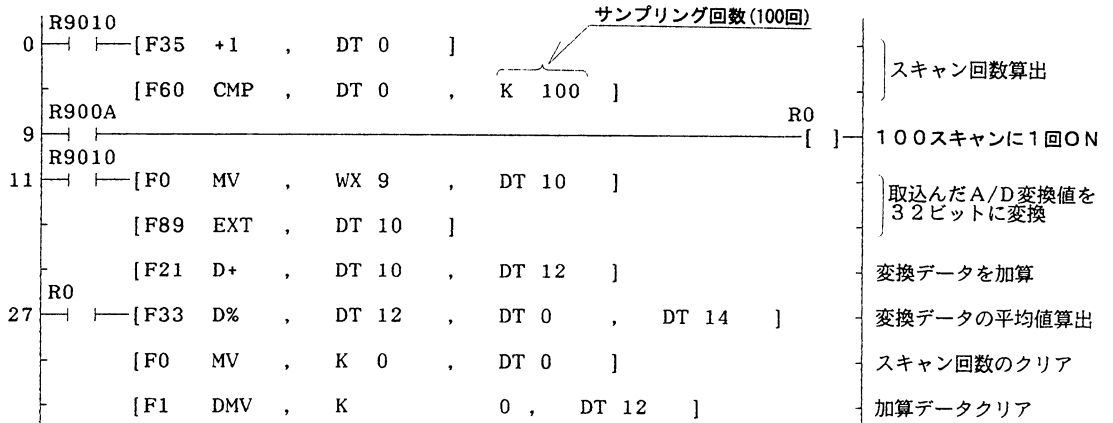 サンプリング回数(100回)
R9010
0 [F35 +1 , DT 0 ]
スキャン回数算出
[F60 CMP , DT 0 , K 100 ]
R900A R0
9 [ ] 100スキャンに1回ON
R9010
11 [F0 MV , WX 9 , DT 10 ]
取込んだA/D変換値を
32ビットに変換
[F89 EXT , DT 10 ]
[F21 D+ , DT 10 , DT 12 ] 変換データを加算
R0
27 [F33 D% , DT 12 , DT 0 , DT 14 ] 変換データの平均値算出
[F0 MV , K 0 , DT 0 ] スキャン回数のクリア
[F1 DMV , K 0 , DT 12 ] 加算データクリア